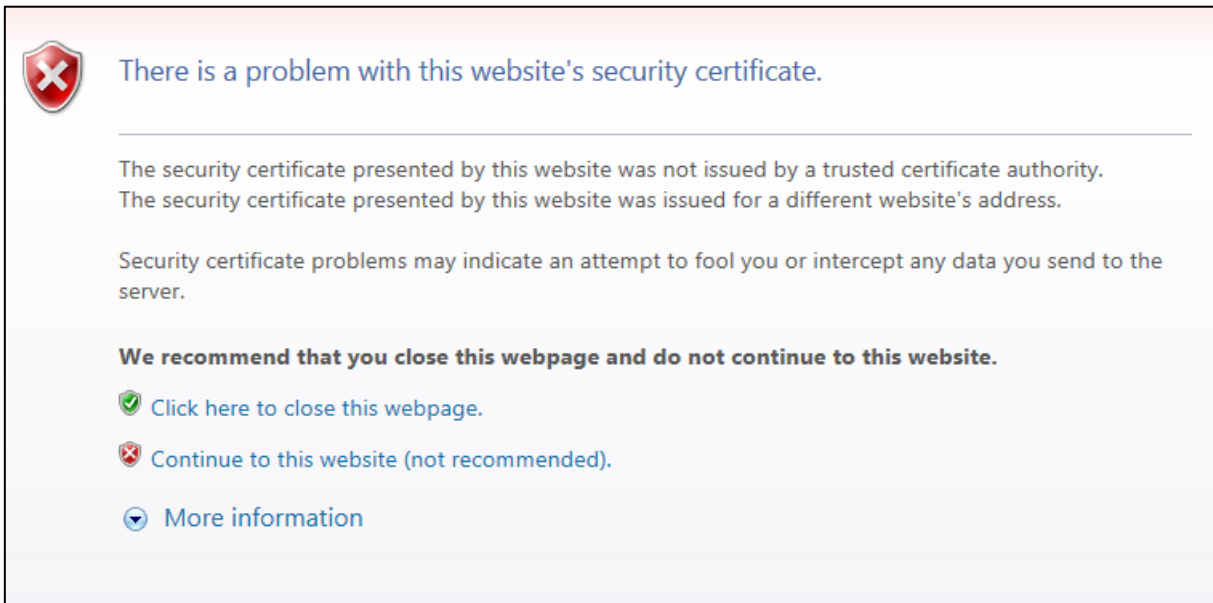 There is a problem with this website's security certificate.
The security certificate presented by this website was not issued by a trusted certificate authority.
The security certificate presented by this website was issued for a different website's address.
Security certificate problems may indicate an attempt to fool you or intercept any data you send to the
server.
We recommend that you close this webpage and do not continue to this website.
Click here to close this webpage.
Continue to this website (not recommended).
More information